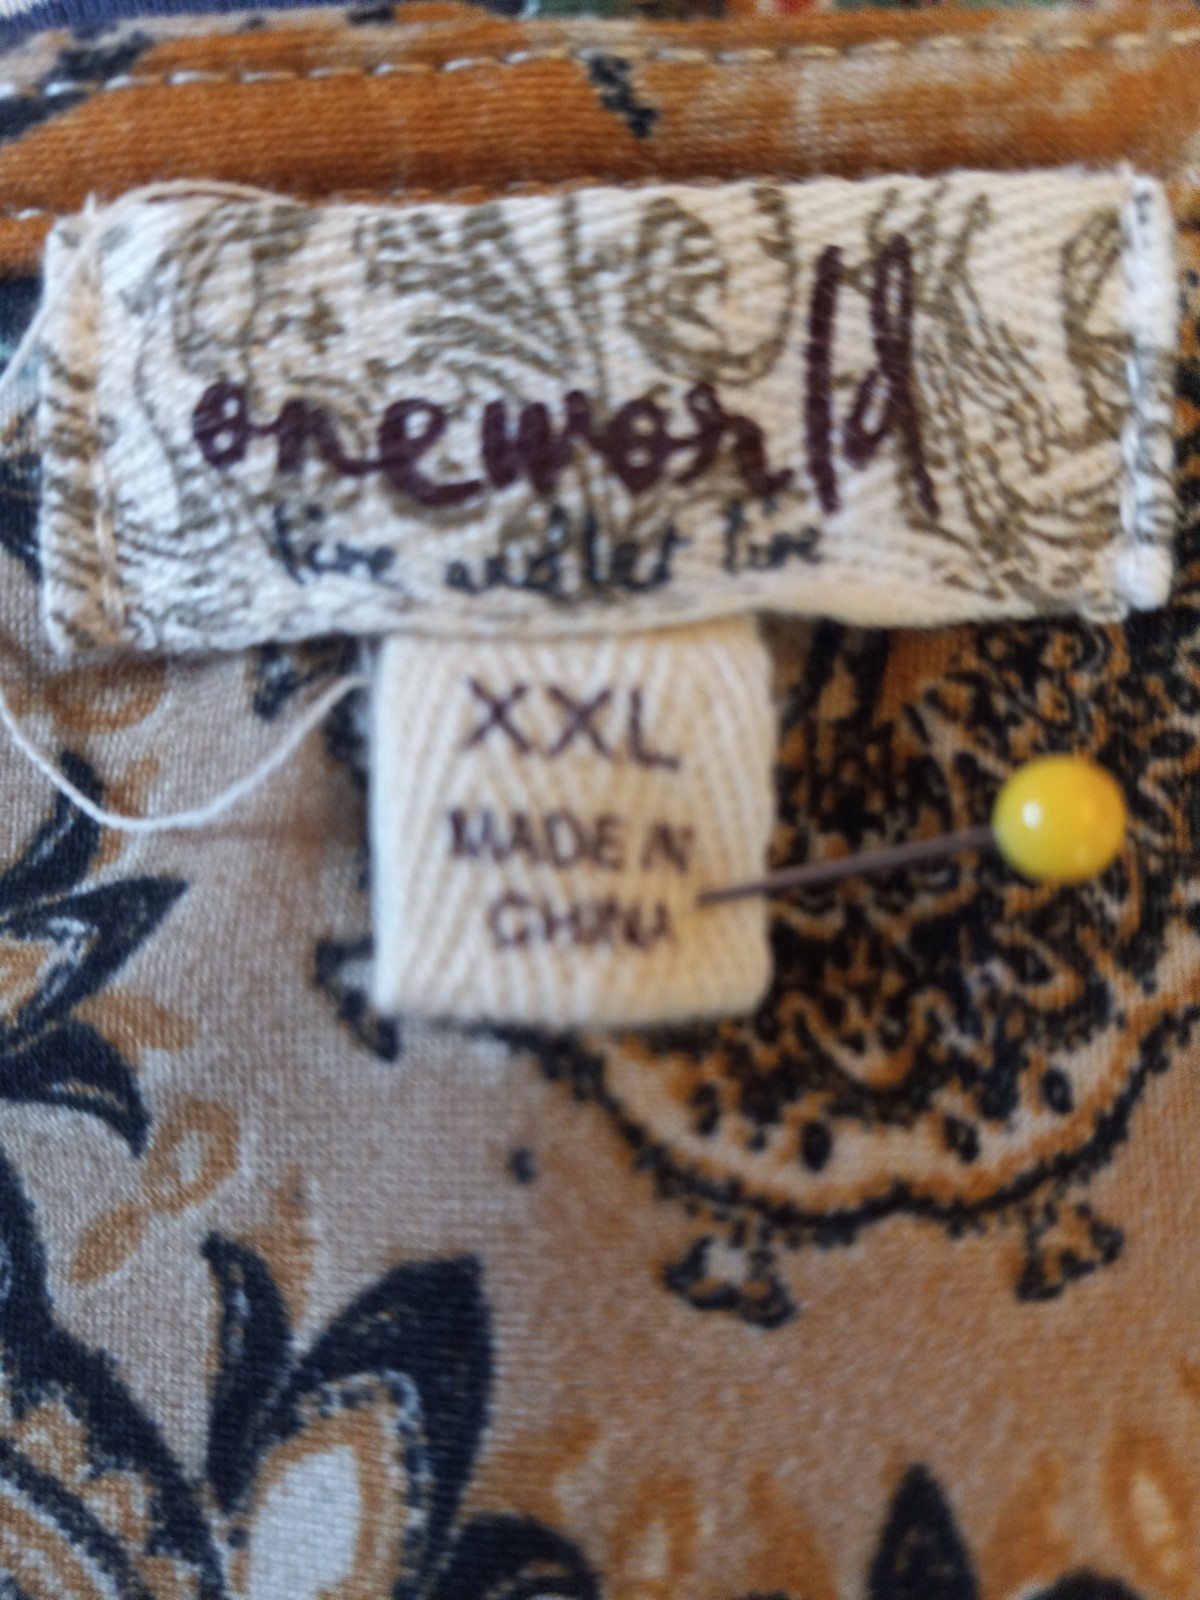 oneworld
live and let live
XXL
MADE IN
CHINA